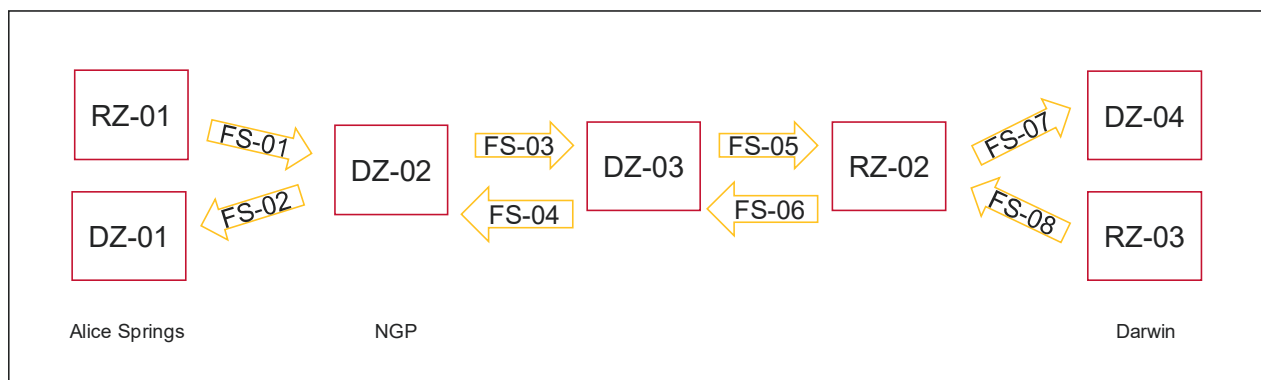 RZ-01
DZ-01
FS-01
FS-02
DZ-02
FS-03
FS-04
DZ-03
FS-05
FS-06
RZ-02
FS-07
FS-08
DZ-04
RZ-03
Alice Springs
NGP
Darwin